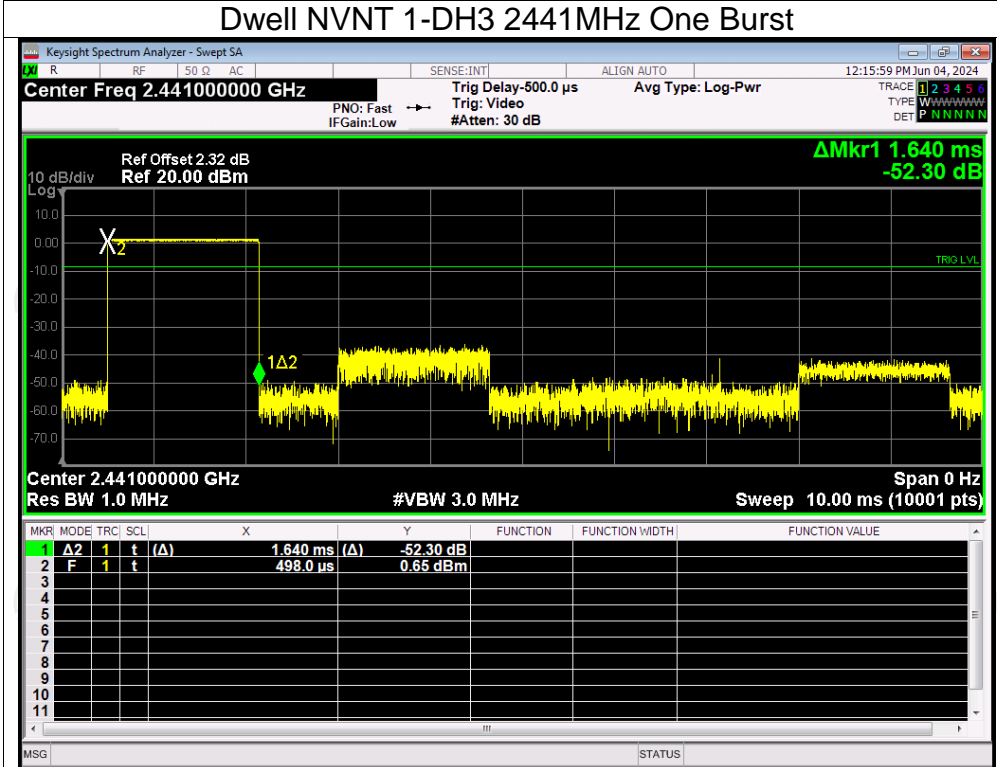 Dwell NVNT 1-DH3 2441MHz One Burst
Keysight Spectrum Analyzer - Swept SA
LXI R RF 50 Ω AC SENSE:INT ALIGN AUTO 12:15:59 PM Jun 04, 2024
Center Freq 2.441000000 GHz Trig Delay-500.0 µs Avg Type: Log-Pwr TRACE 1 2 3 4 5 6
PNO: Fast Trig: Video TYPE WWWWWW
IFGain:Low #Atten: 30 dB DET P N N N N N
ΔMkr1 1.640 ms
-52.30 dB
Ref Offset 2.32 dB
10 dB/div Ref 20.00 dBm
Log
10.0
0.00
X2
TRIG LVL
-10.0
-20.0
-30.0
-40.0
1Δ2
-50.0
-60.0
-70.0
Center 2.441000000 GHz Span 0 Hz
Res BW 1.0 MHz #VBW 3.0 MHz Sweep 10.00 ms (10001 pts)
MKR MODE TRC SCL X Y FUNCTION FUNCTION WIDTH FUNCTION VALUE
1 Δ2 1 t (Δ) 1.640 ms (Δ) -52.30 dB
2 F 1 t 498.0 µs 0.65 dBm
3
4
5
6
7
8
9
10
11
MSG STATUS